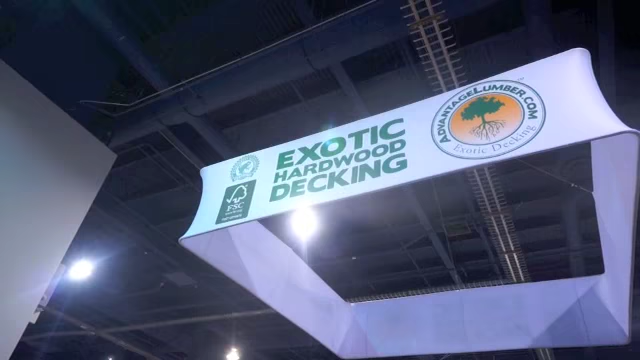 EXOTIC
HARDWOOD
DECKING
ADVANTAGELUMBER.COM
Exotic Decking
FSC